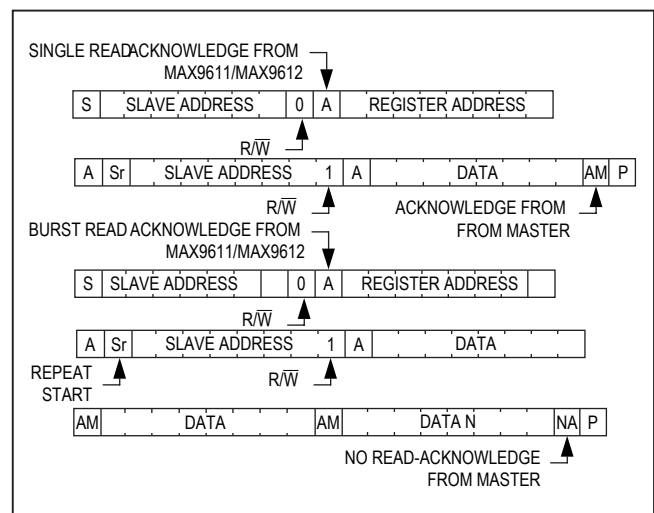 SINGLE READACKNOWLEDGE FROM
MAX9611/MAX9612
S SLAVE ADDRESS 0 A REGISTER ADDRESS
R/W̅
A Sr SLAVE ADDRESS 1 A DATA AM P
R/W̅ ACKNOWLEDGE FROM
FROM MASTER
BURST READ ACKNOWLEDGE FROM
MAX9611/MAX9612
S SLAVE ADDRESS 0 A REGISTER ADDRESS
R/W̅
A Sr SLAVE ADDRESS 1 A DATA
REPEAT
START
R/W̅
AM DATA AM DATA N NA P
NO READ-ACKNOWLEDGE
FROM MASTER